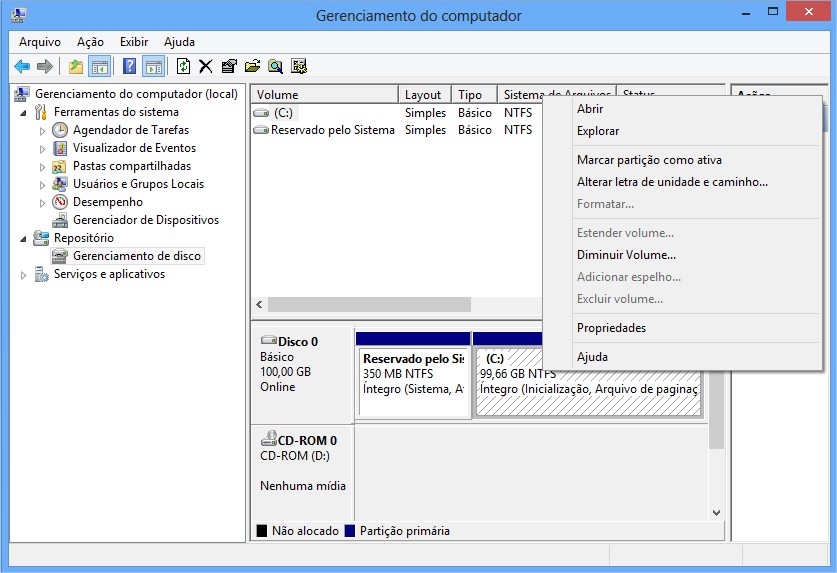 Gerenciamento do computador
Arquivo Ação Exibir Ajuda
Gerenciamento do computador (local)
Ferramentas do sistema
Agendador de Tarefas
Visualizador de Eventos
Pastas compartilhadas
Usuários e Grupos Locais
Desempenho
Gerenciador de Dispositivos
Repositório
Gerenciamento de disco
Serviços e aplicativos
Volume Layout Tipo Sistema de Arquivos Status
(C:) Simples Básico NTFS
Reservado pelo Sistema Simples Básico NTFS
Ações
Abrir
Explorar
Marcar partição como ativa
Alterar letra de unidade e caminho...
Formatar...
Estender volume...
Diminuir Volume...
Adicionar espelho...
Excluir volume...
Propriedades
Ajuda
Disco 0
Básico
100,00 GB
Online
Reservado pelo Sis
350 MB NTFS
Íntegro (Sistema, A
(C:)
99,66 GB NTFS
Íntegro (Inicialização, Arquivo de paginaç
CD-ROM 0
CD-ROM (D:)
Nenhuma mídia
Não alocado Partição primária